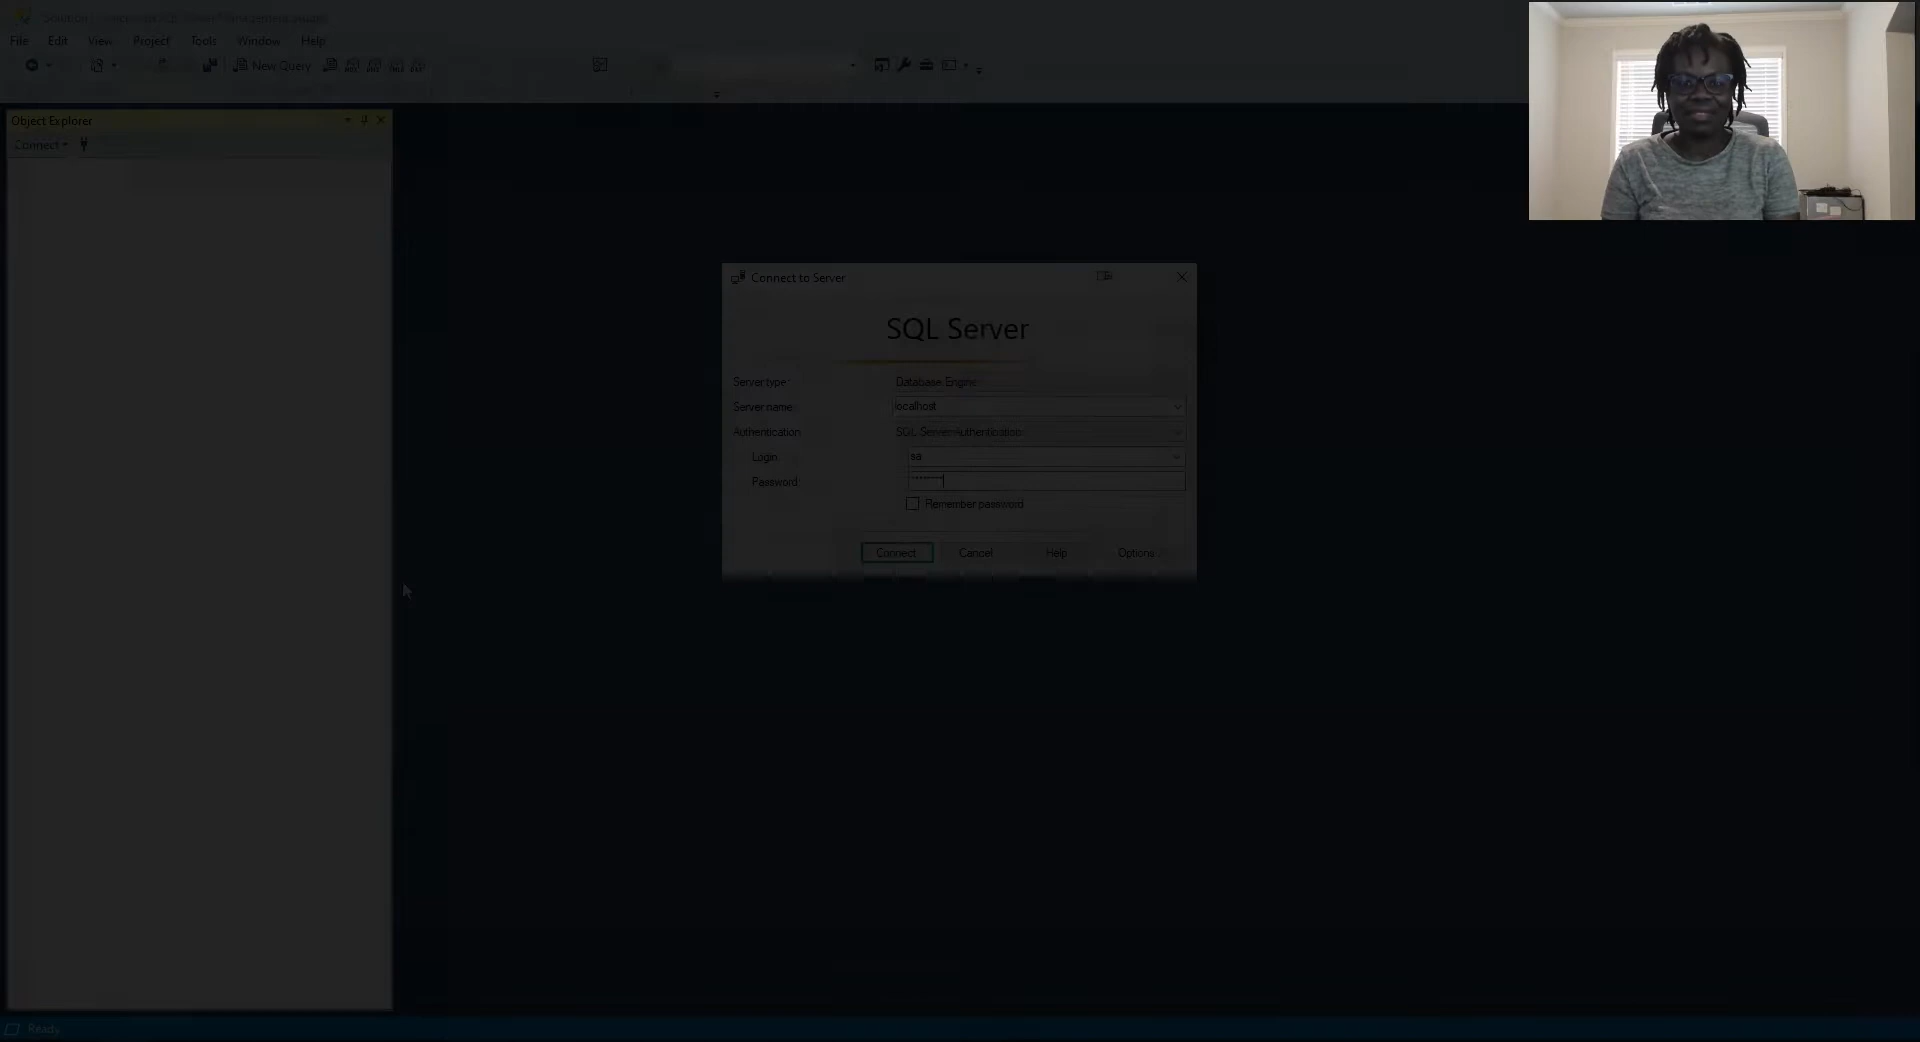 File Edit View Project Tools Window Help
New Query
Object Explorer
Connect
Connect to Server
SQL Server
Server type:
Database Engine
Server name:
localhost
Authentication
SQL Server Authentication
Login:
sa
Password:
********
Remember password
Connect Cancel Help Options
Ready